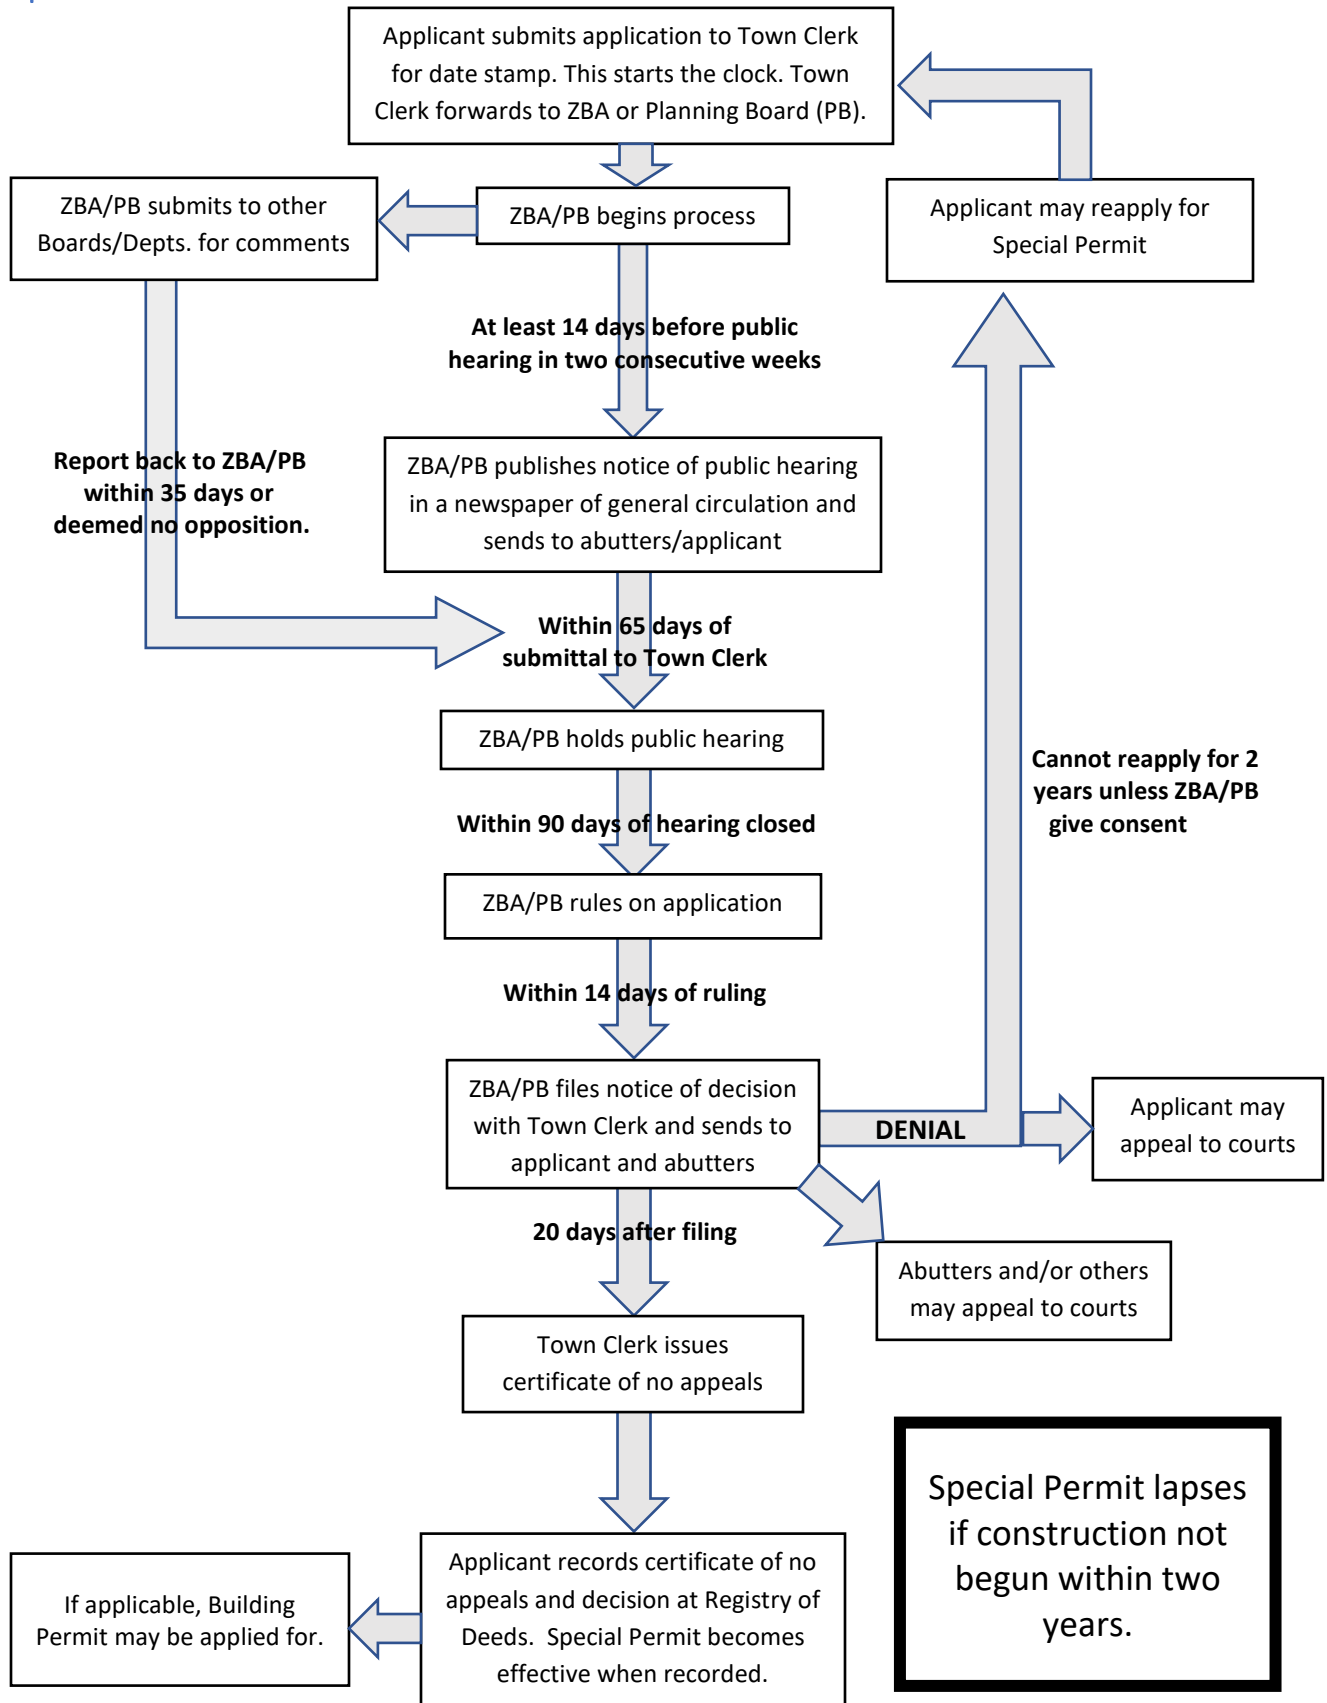 Applicant submits application to Town Clerk
for date stamp. This starts the clock. Town
Clerk forwards to ZBA or Planning Board (PB).
ZBA/PB submits to other
Boards/Depts. for comments
ZBA/PB begins process
Applicant may reapply for
Special Permit
At least 14 days before public
hearing in two consecutive weeks
Report back to ZBA/PB
within 35 days or
deemed no opposition.
ZBA/PB publishes notice of public hearing
in a newspaper of general circulation and
sends to abutters/applicant
Within 65 days of
submittal to Town Clerk
ZBA/PB holds public hearing
Cannot reapply for 2
years unless ZBA/PB
give consent
Within 90 days of hearing closed
ZBA/PB rules on application
Within 14 days of ruling
ZBA/PB files notice of decision
with Town Clerk and sends to
applicant and abutters
DENIAL
Applicant may
appeal to courts
20 days after filing
Abutters and/or others
may appeal to courts
Town Clerk issues
certificate of no appeals
Special Permit lapses
if construction not
begun within two
years.
If applicable, Building
Permit may be applied for.
Applicant records certificate of no
appeals and decision at Registry of
Deeds.  Special Permit becomes
effective when recorded.